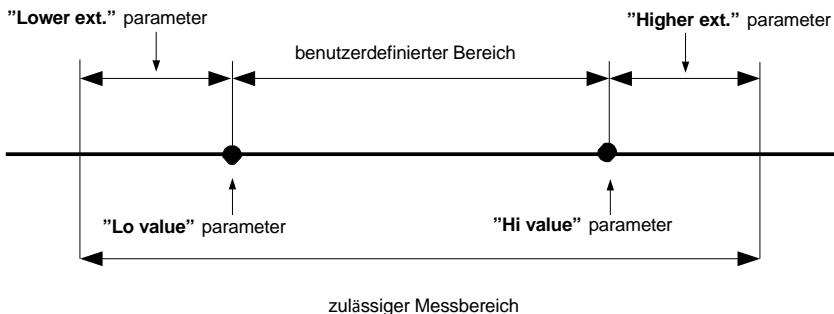 ”Lower ext.” parameter
”Higher ext.” parameter
benutzerdefinierter Bereich
”Lo value” parameter
”Hi value” parameter
zulässiger Messbereich